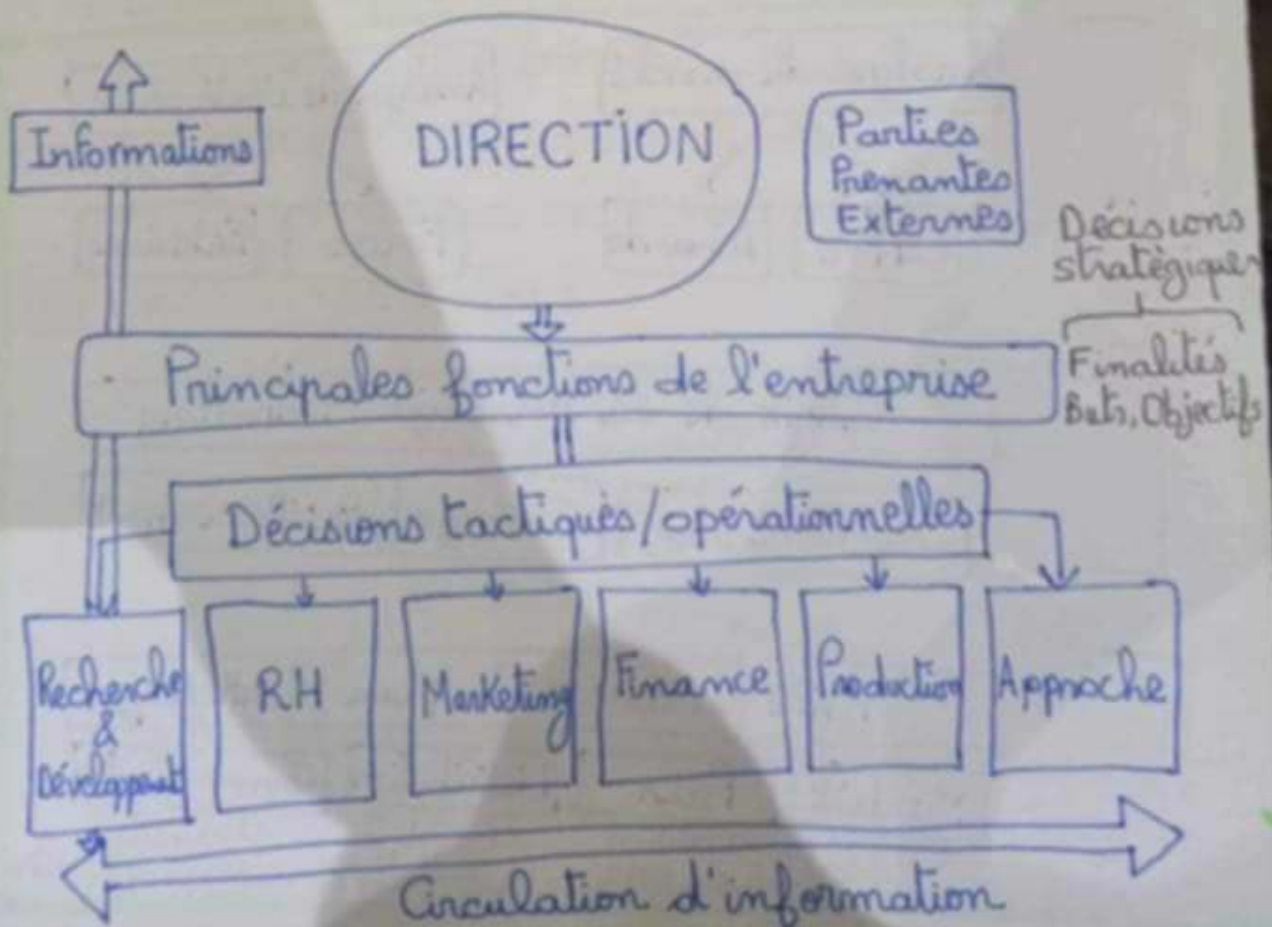 Informations
DIRECTION
Parties
Prenantes
Externes
Décisions
stratégiques
Principales fonctions de l'entreprise
Finalités
Buts, Objectifs
Décisions tactiques/opérationnelles
Recherche
&
Développemt
RH
Marketing
Finance
Production
Approche
Circulation d'information